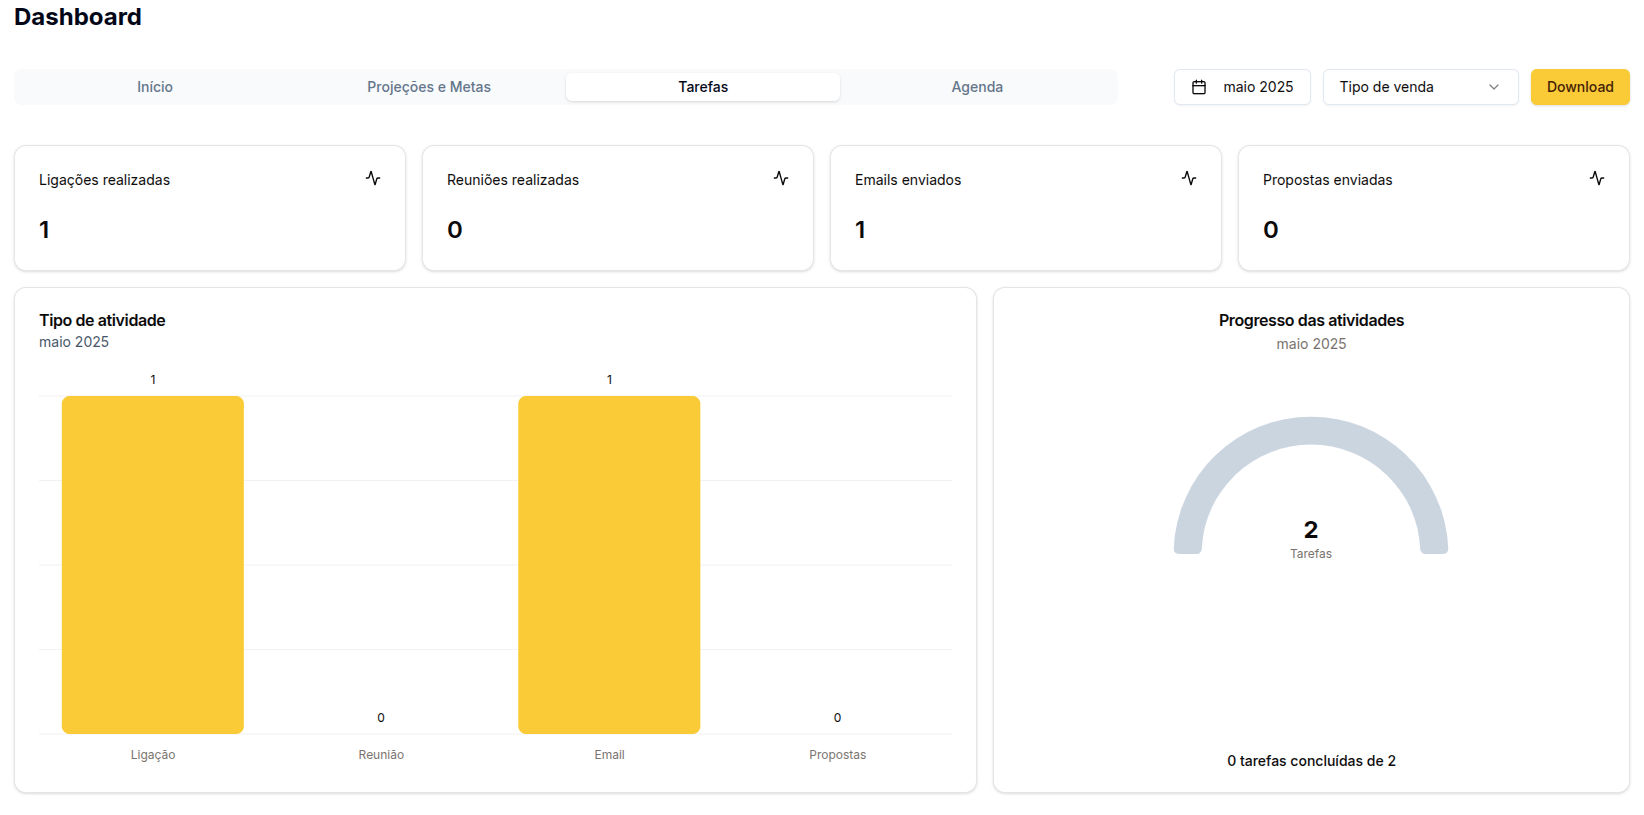 Dashboard
Início
Projeções e Metas
Tarefas
Agenda
maio 2025
Tipo de venda
Download
Ligações realizadas
1
Reuniões realizadas
0
Emails enviados
1
Propostas enviadas
0
Tipo de atividade
maio 2025
1
0
1
0
Ligação
Reunião
Email
Propostas
Progresso das atividades
maio 2025
2
Tarefas
0 tarefas concluídas de 2